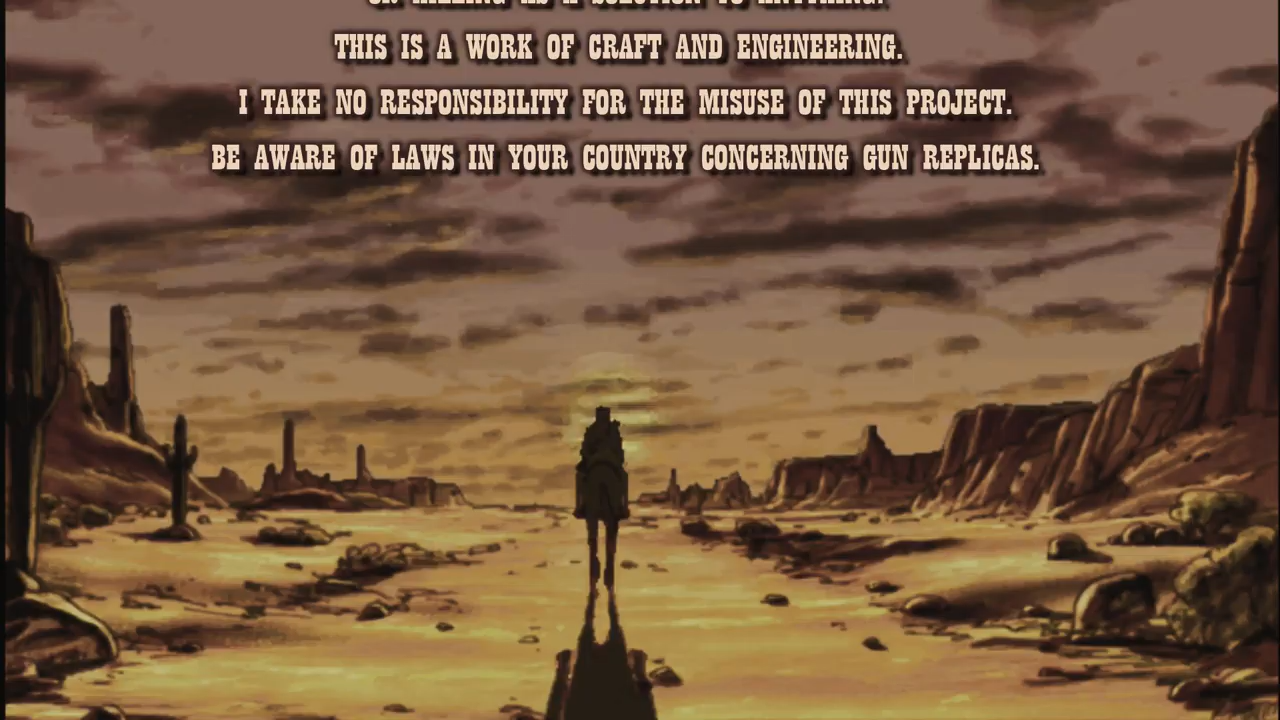 THIS IS A WORK OF CRAFT AND ENGINEERING.
I TAKE NO RESPONSIBILITY FOR THE MISUSE OF THIS PROJECT.
BE AWARE OF LAWS IN YOUR COUNTRY CONCERNING GUN REPLICAS.